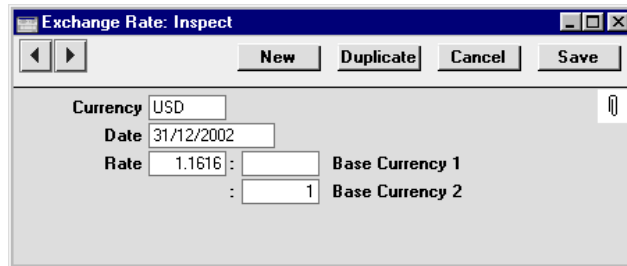 Exchange Rate: Inspect
New Duplicate Cancel Save
Currency USD
Date 31/12/2002
Rate 1.1616 : Base Currency 1
: 1 Base Currency 2